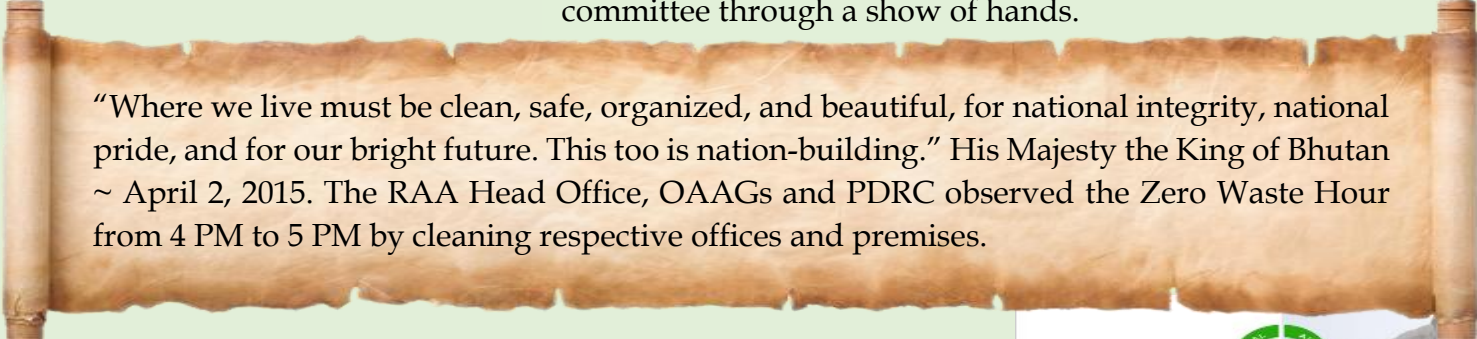 committee through a show of hands.
“Where we live must be clean, safe, organized, and beautiful, for national integrity, national
pride, and for our bright future. This too is nation-building.” His Majesty the King of Bhutan
~ April 2, 2015. The RAA Head Office, OAAGs and PDRC observed the Zero Waste Hour
from 4 PM to 5 PM by cleaning respective offices and premises.